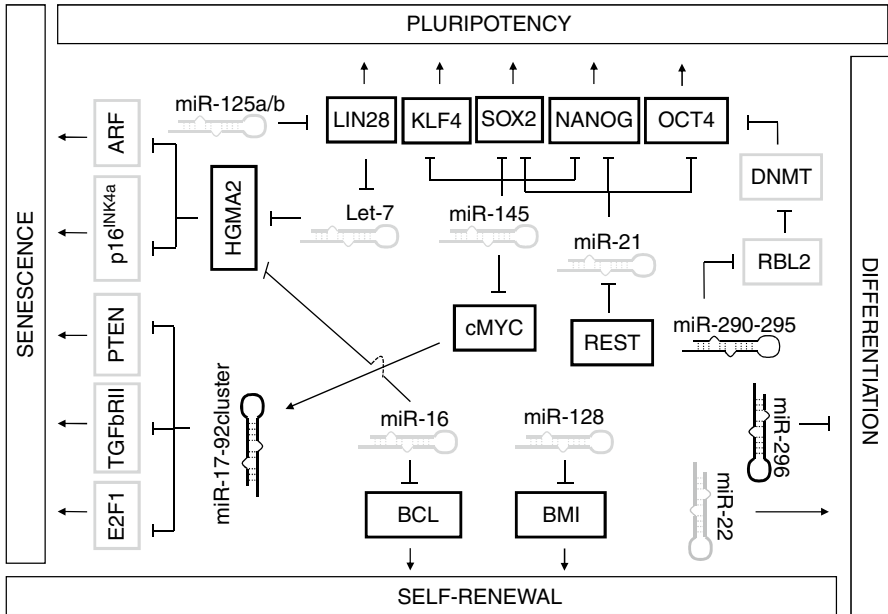 PLURIPOTENCY
SENESCENCE
DIFFERENTIATION
SELF-RENEWAL
miR-125a/b
LIN28
KLF4
SOX2
NANOG
OCT4
ARF
p16INK4a
HGMA2
Let-7
miR-145
miR-21
DNMT
RBL2
PTEN
TGFbRII
E2F1
cMYC
REST
miR-290-295
miR-17-92cluster
miR-16
miR-128
miR-296
miR-22
BCL
BMI